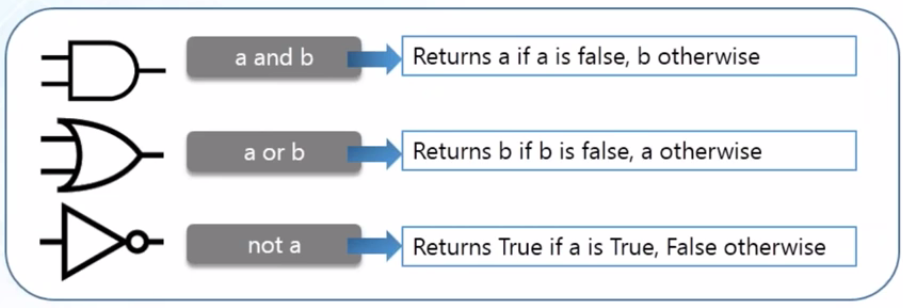 a and b
Returns a if a is false, b otherwise
a or b
Returns b if b is false, a otherwise
not a
Returns True if a is True, False otherwise